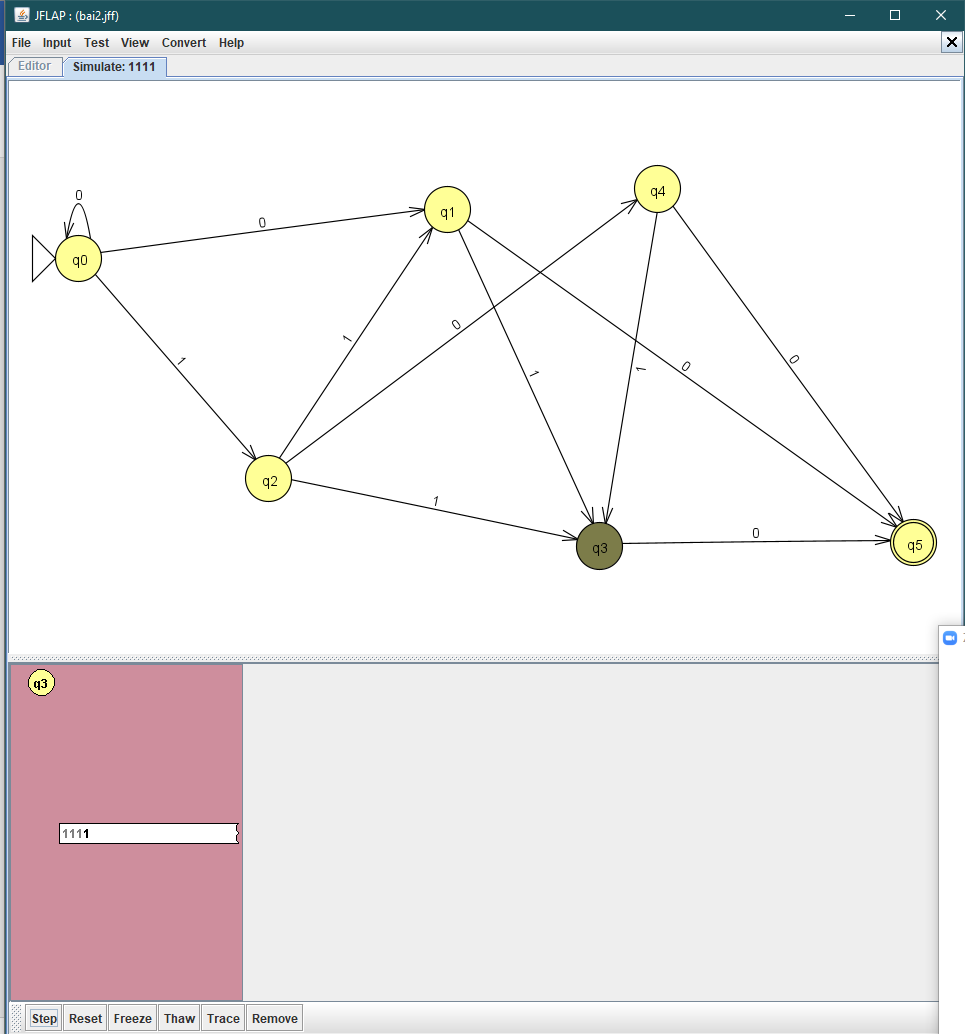 JFLAP : (bai2.jff)
File Input Test View Convert Help
Editor Simulate: 1111
0
q0
0
q1
q4
1
1
0
1
1
0
0
q2
1
q3
0
q5
q3
1111
Step Reset Freeze Thaw Trace Remove